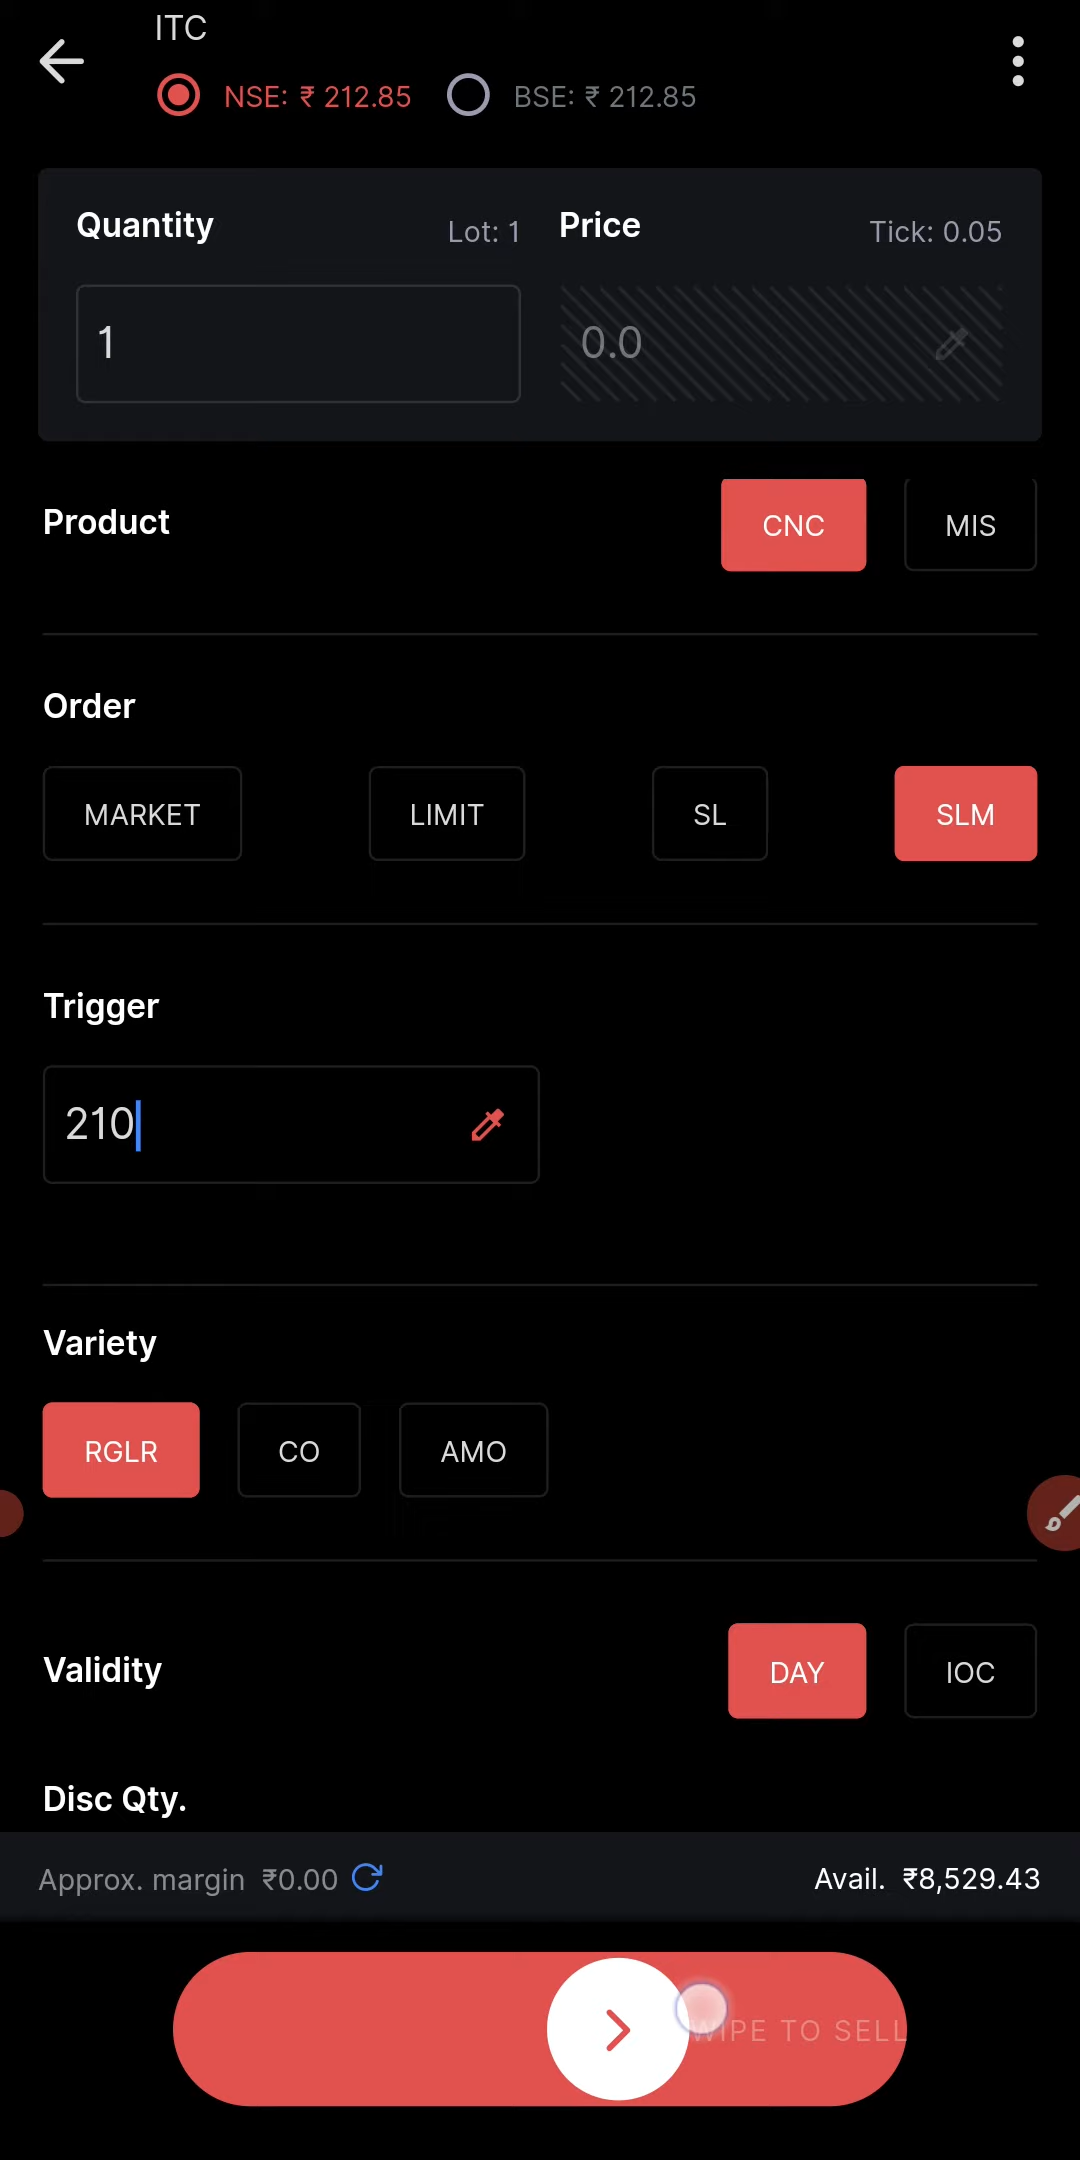 ITC
NSE: ₹ 212.85 BSE: ₹ 212.85
Quantity Lot: 1 Price Tick: 0.05
1 0.0
Product CNC MIS
Order
MARKET LIMIT SL SLM
Trigger
210
Variety
RGLR CO AMO
Validity DAY IOC
Disc Qty.
Approx. margin ₹0.00 Avail. ₹8,529.43
WIPE TO SELL